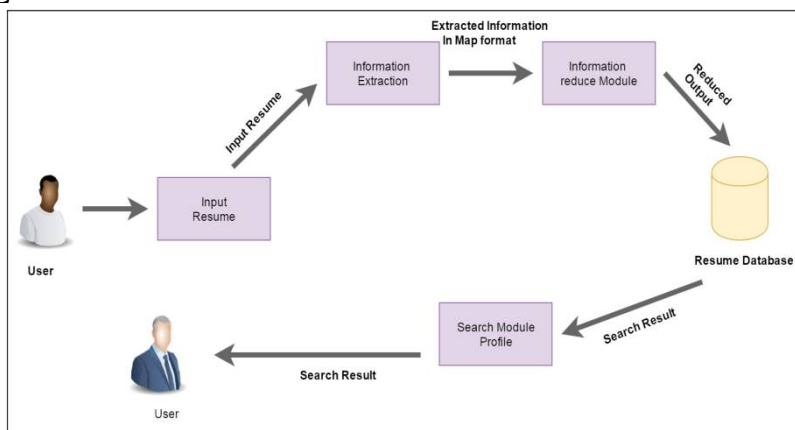 Extracted Information
In Map format
Information
Extraction
Information
reduce Module
Reduced
Output
Input Resume
Input
Resume
User
Resume Database
Search Result
Search Module
Profile
Search Result
User